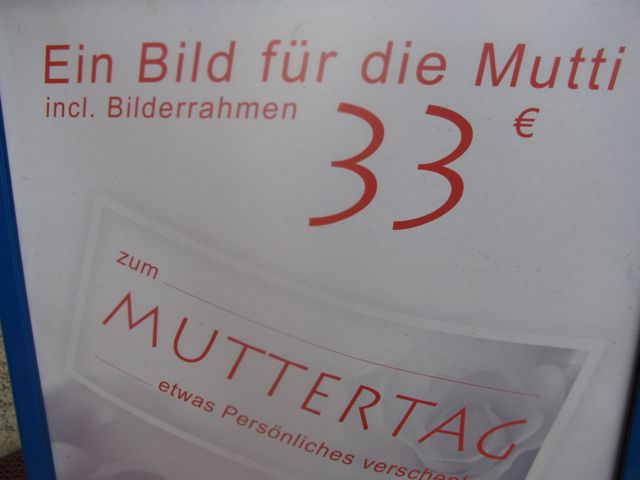 Ein Bild für die Mutti
incl. Bilderrahmen
33 €
zum
MUTTERTAG
etwas Persönliches